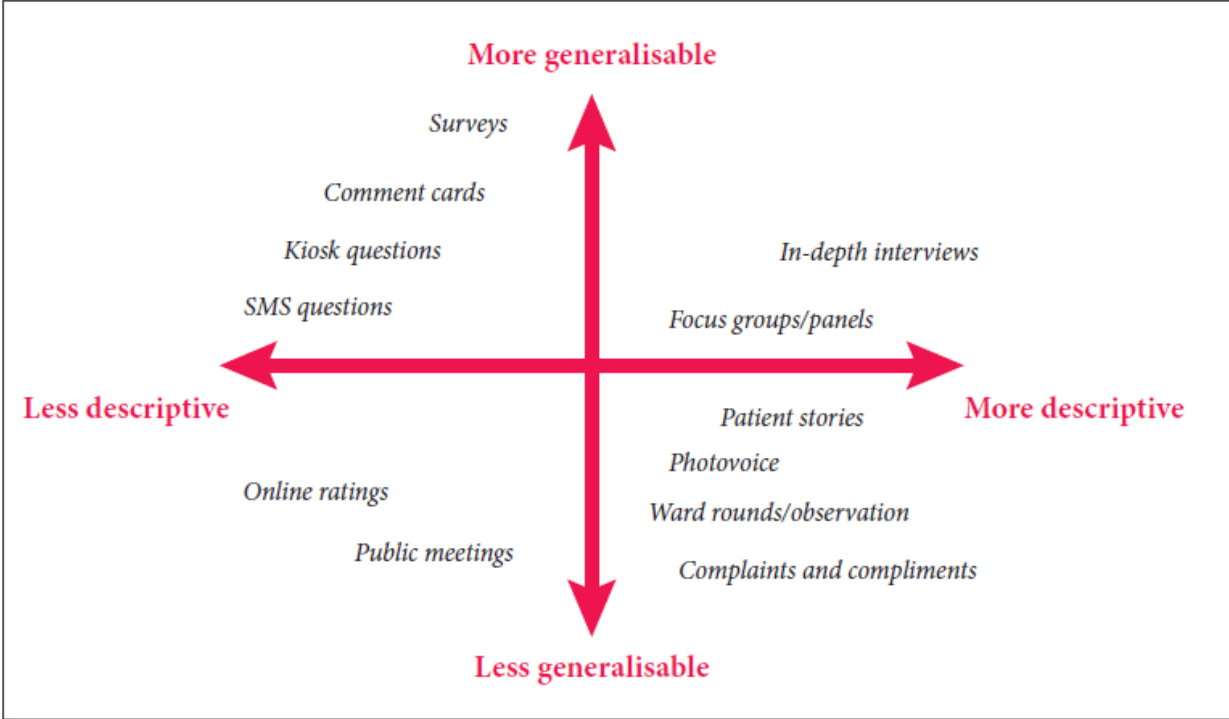 More generalisable
Surveys
Comment cards
Kiosk questions
In-depth interviews
SMS questions
Focus groups/panels
Less descriptive
More descriptive
Patient stories
Photovoice
Online ratings
Ward rounds/observation
Public meetings
Complaints and compliments
Less generalisable